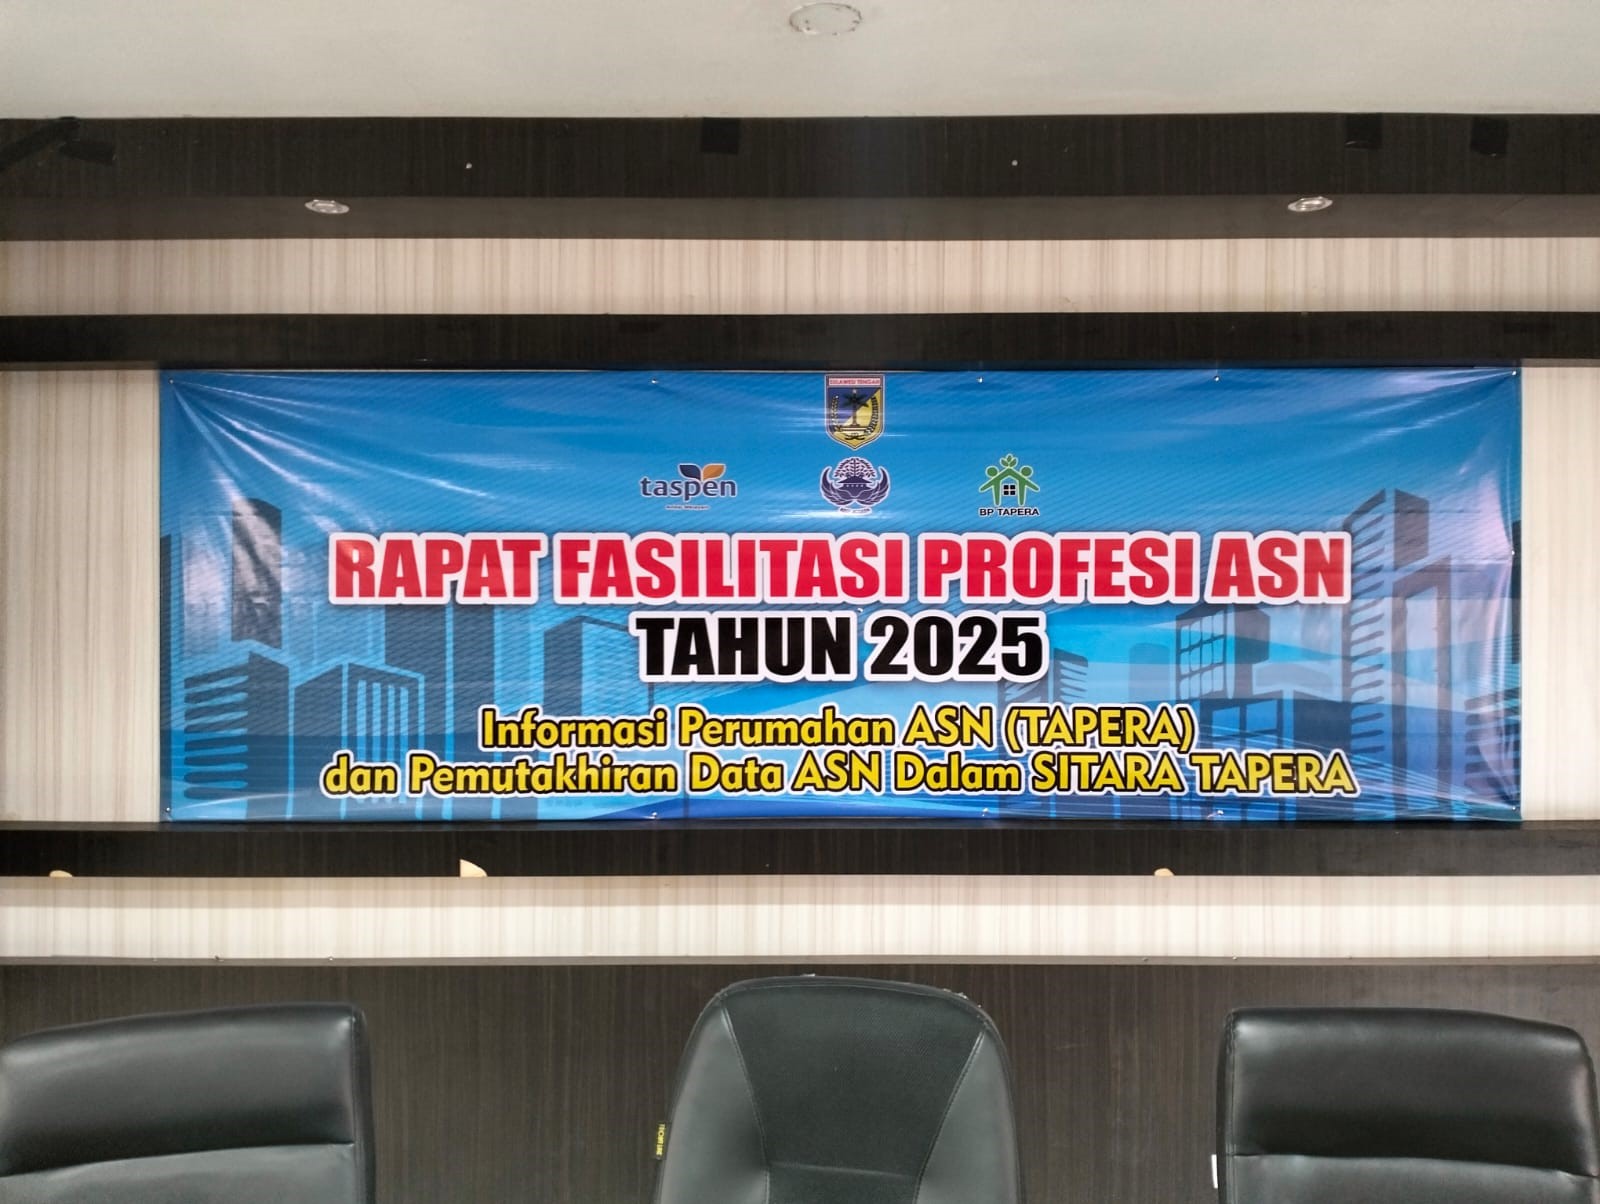 SULAWESI TENGAH
taspen
BP TAPERA
RAPAT FASILITASI PROFESI ASN
TAHUN 2025
Informasi Perumahan ASN (TAPERA)
dan Pemutakhiran Data ASN Dalam SITARA TAPERA